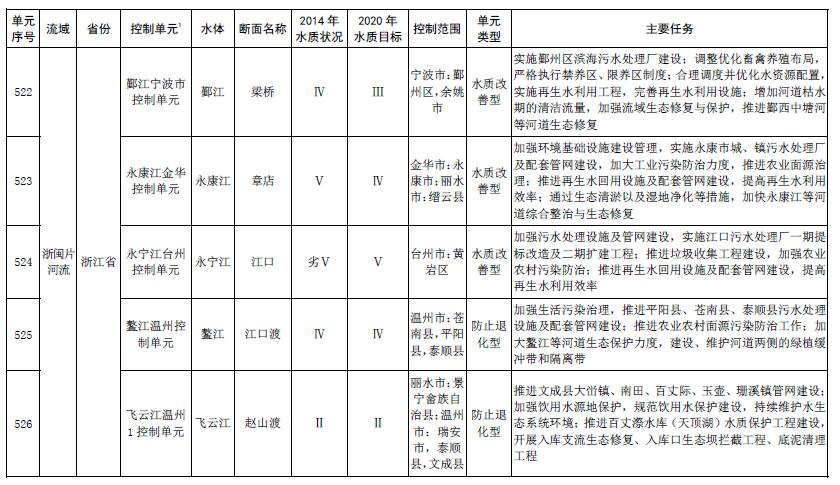 单元 流域 省份 控制单元¹ 水体 断面名称 2014 年 2020 年 控制范围 单元 主要任务
序号 水质状况 水质目标 类型
522 鄞江宁波市 鄞江 梁桥 Ⅳ Ⅲ 宁波市：鄞 水质改
控制单元 州区，余姚 善型
市
实施鄞州区滨海污水处理厂建设；调整优化畜禽养殖布局，
严格执行禁养区、限养区制度；合理调度并优化水资源配置，
实施再生水利用工程，完善再生水利用设施；增加河道枯水
期的清洁流量，加强流域生态修复与保护，推进鄞西中塘河
等河道生态修复
523 永康江金华 永康江 章店 Ⅴ Ⅳ 金华市：永 水质改
控制单元 康市；丽水 善型
市：缙云县
加强环境基础设施建设管理，实施永康市城、镇污水处理厂
及配套管网建设，加大工业污染防治力度，推进农业面源治
理；推进再生水回用设施及配套管网建设，提高再生水利用
效率；通过生态清淤以及湿地净化等措施，加快永康江等河
道综合整治与生态修复
浙闽片 浙江省
河流
524 永宁江台州 永宁江 江口 劣Ⅴ Ⅴ 台州市：黄 水质改
控制单元 岩区 善型
加强污水处理设施及管网建设，实施江口污水处理厂一期提
标改造及二期扩建工程；推进垃圾收集工程建设，加强农业
农村污染防治；推进再生水回用设施及配套管网建设，提高
再生水利用效率
525 鳌江温州控 鳌江 江口渡 Ⅳ Ⅳ 温州市：苍 防止退
制单元 南县，平阳 化型
县，泰顺县
加强生活污染治理，推进平阳县、苍南县、泰顺县污水处理
设施及配套管网建设；推进农业农村面源污染防治工作；加
大鳌江等河道生态保护力度，建设、维护河道两侧的绿植缓
冲带和隔离带
526 飞云江温州 飞云江 赵山渡 Ⅱ Ⅱ 防止退
1 控制单元 化型
丽水市：景
宁畲族自
治县；温州
市：瑞安
市，泰顺
县，文成县
推进文成县大峃镇、南田、百丈际、玉壶、珊溪镇管网建设；
加强饮用水源地保护，规范饮用水保护建设，持续维护水生
态系统环境；推进百丈漈水库（天顶湖）水质保护工程建设，
开展入库支流生态修复、入库口生态坝拦截工程、底泥清理
工程